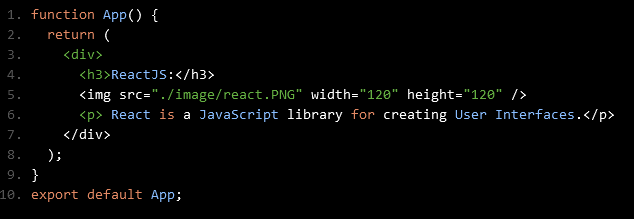 1. function App() {
2.   return (
3.     <div>
4.       <h3>ReactJS:</h3>
5.       <img src="./image/react.PNG" width="120" height="120" />
6.       <p> React is a JavaScript library for creating User Interfaces.</p>
7.     </div>
8.   );
9. }
10. export default App;